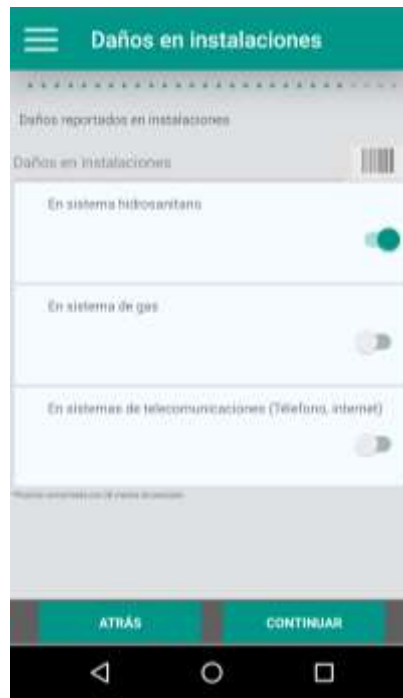 Daños en instalaciones
Daños reportados en instalaciones
Daños en instalaciones
En sistema hidrosanitario
En sistema de gas
En sistemas de telecomunicaciones (Télefono, internet)
ATRÁS
CONTINUAR